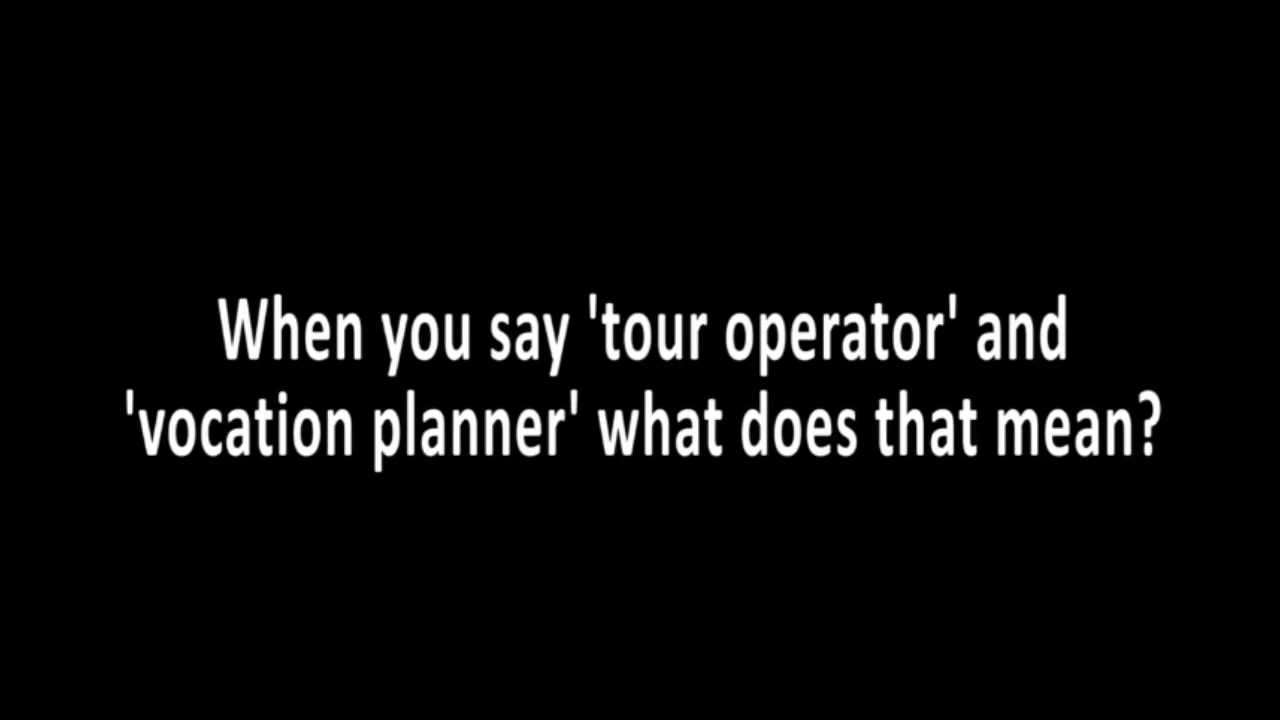 When you say 'tour operator' and
'vocation planner' what does that mean?